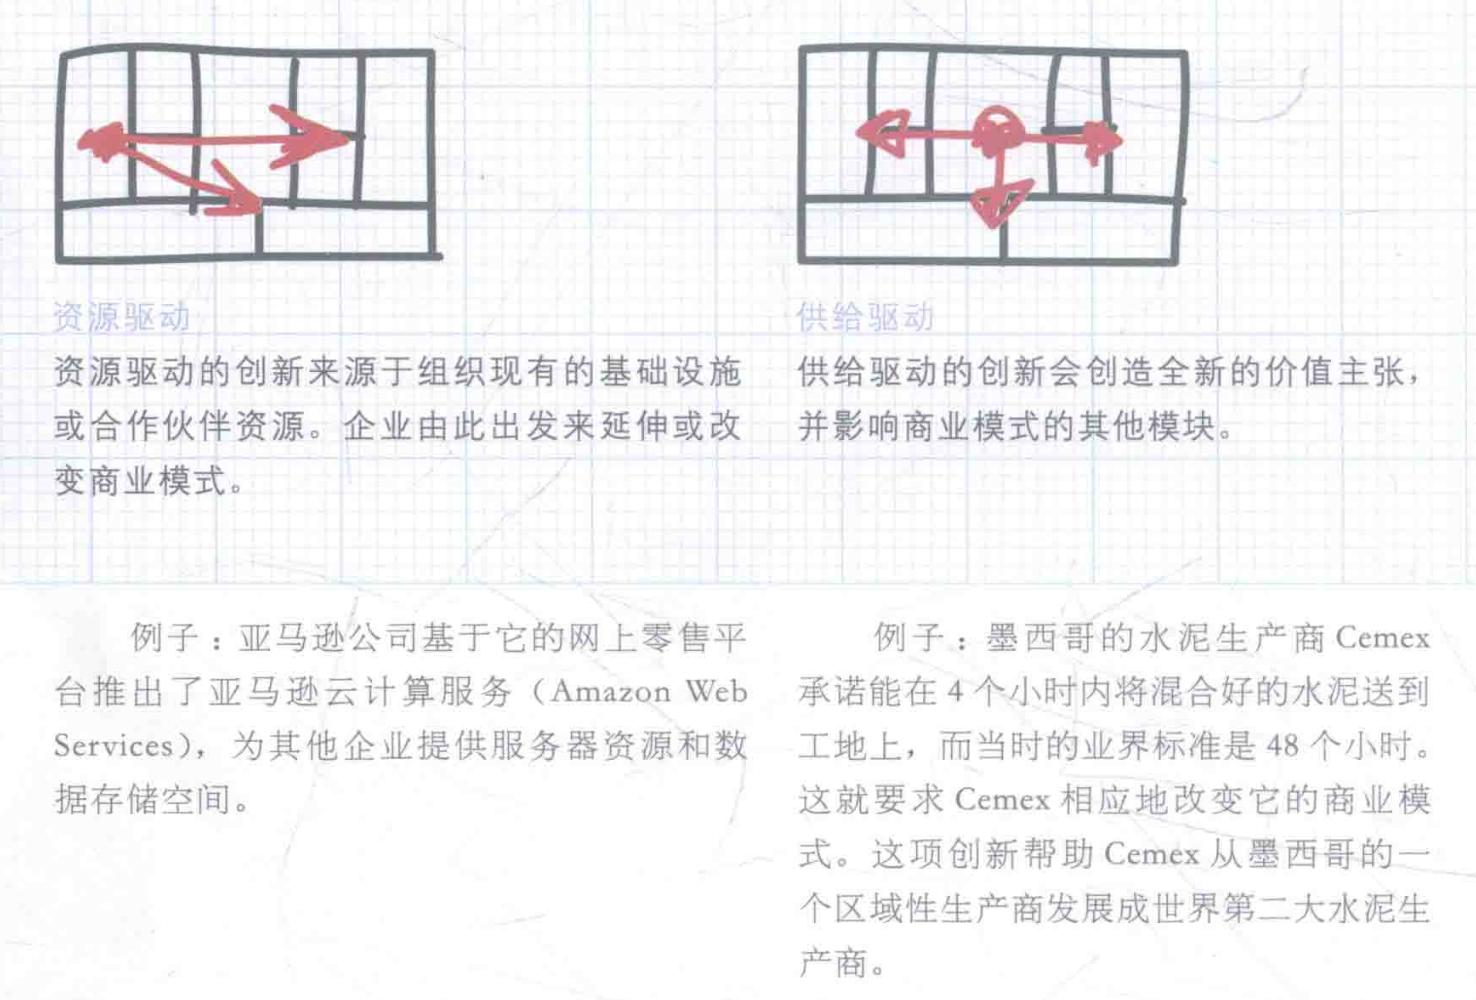 资源驱动
资源驱动的创新来源于组织现有的基础设施
或合作伙伴资源。企业由此出发来延伸或改
变商业模式。
例子：亚马逊公司基于它的网上零售平
台推出了亚马逊云计算服务（Amazon Web
Services），为其他企业提供服务器资源和数
据存储空间。
供给驱动
供给驱动的创新会创造全新的价值主张，
并影响商业模式的其他模块。
例子：墨西哥的水泥生产商 Cemex
承诺能在 4 个小时内将混合好的水泥送到
工地上，而当时的业界标准是 48 个小时。
这就要求 Cemex 相应地改变它的商业模
式。这项创新帮助 Cemex 从墨西哥的一
个区域性生产商发展成世界第二大水泥生
产商。